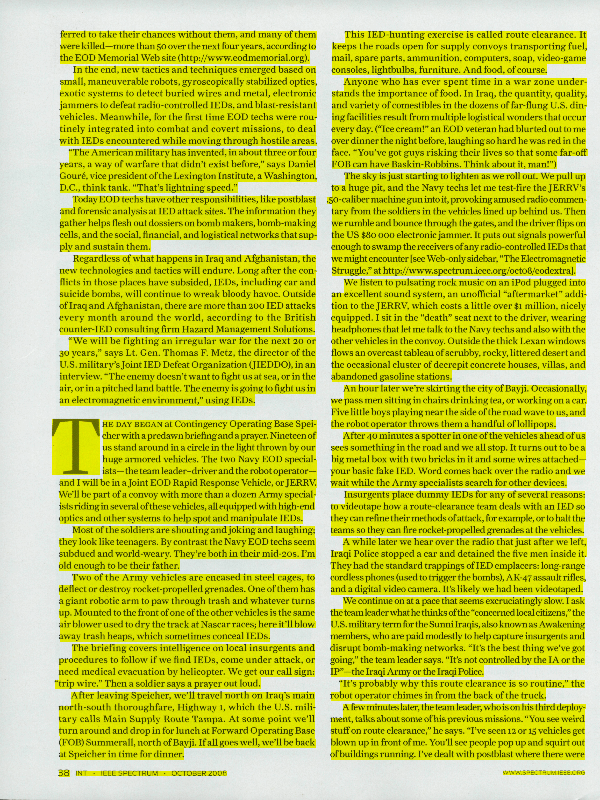 ferred to take their chances without them, and many of them
were killed—more than 50 over the next four years, according to
the EOD Memorial Web site (http://www.eodmemorial.org).
In the end, new tactics and techniques emerged based on
small, maneuverable robots, gyroscopically stabilized optics,
exotic systems to detect buried wires and metal, electronic
jammers to defeat radio-controlled IEDs, and blast-resistant
vehicles. Meanwhile, for the first time EOD techs were rou-
tinely integrated into combat and covert missions, to deal
with IEDs encountered while moving through hostile areas.
"The American military has invented, in about three or four
years, a way of warfare that didn't exist before," says Daniel
Gouré, vice president of the Lexington Institute, a Washington,
D.C., think tank. "That's lightning speed."
Today EOD techs have other responsibilities, like postblast
and forensic analysis at IED attack sites. The information they
gather helps flesh out dossiers on bomb makers, bomb-making
cells, and the social, financial, and logistical networks that sup-
ply and sustain them.
Regardless of what happens in Iraq and Afghanistan, the
new technologies and tactics will endure. Long after the con-
flicts in those places have subsided, IEDs, including car and
suicide bombs, will continue to wreak bloody havoc. Outside
of Iraq and Afghanistan, there are more than 200 IED attacks
every month around the world, according to the British
counter-IED consulting firm Hazard Management Solutions.
"We will be fighting an irregular war for the next 20 or
30 years," says Lt. Gen. Thomas F. Metz, the director of the
U.S. military's Joint IED Defeat Organization (JIEDDO), in an
interview. "The enemy doesn't want to fight us at sea, or in the
air, or in a pitched land battle. The enemy is going to fight us in
an electromagnetic environment," using IEDs.
THE DAY BEGAN at Contingency Operating Base Spei-
cher with a predawn briefing and a prayer. Nineteen of
us stand around in a circle in the light thrown by our
huge armored vehicles. The two Navy EOD special-
ists—the team leader-driver and the robot operator—
and I will be in a Joint EOD Rapid Response Vehicle, or JERRV.
We'll be part of a convoy with more than a dozen Army special-
ists riding in several of these vehicles, all equipped with high-end
optics and other systems to help spot and manipulate IEDs.
Most of the soldiers are shouting and joking and laughing;
they look like teenagers. By contrast the Navy EOD techs seem
subdued and world-weary. They're both in their mid-20s. I'm
old enough to be their father.
Two of the Army vehicles are encased in steel cages, to
deflect or destroy rocket-propelled grenades. One of them has
a giant robotic arm to paw through trash and whatever turns
up. Mounted to the front of one of the other vehicles is the same
air blower used to dry the track at Nascar races; here it'll blow
away trash heaps, which sometimes conceal IEDs.
The briefing covers intelligence on local insurgents and
procedures to follow if we find IEDs, come under attack, or
need medical evacuation by helicopter. We get our call sign:
"trip wire." Then a soldier says a prayer out loud.
After leaving Speicher, we'll travel north on Iraq's main
north-south thoroughfare, Highway 1, which the U.S. mili-
tary calls Main Supply Route Tampa. At some point we'll
turn around and drop in for lunch at Forward Operating Base
(FOB) Summerall, north of Bayji. If all goes well, we'll be back
at Speicher in time for dinner.
This IED-hunting exercise is called route clearance. It
keeps the roads open for supply convoys transporting fuel,
mail, spare parts, ammunition, computers, soap, video-game
consoles, lightbulbs, furniture. And food, of course.
Anyone who has ever spent time in a war zone under-
stands the importance of food. In Iraq, the quantity, quality,
and variety of comestibles in the dozens of far-flung U.S. din-
ing facilities result from multiple logistical wonders that occur
every day. ("Ice cream!" an EOD veteran had blurted out to me
over dinner the night before, laughing so hard he was red in the
face. "You've got guys risking their lives so that some far-off
FOB can have Baskin-Robbins. Think about it, man!")
The sky is just starting to lighten as we roll out. We pull up
to a huge pit, and the Navy techs let me test-fire the JERRV's
.50-caliber machine gun into it, provoking amused radio commen-
tary from the soldiers in the vehicles lined up behind us. Then
we rumble and bounce through the gates, and the driver flips on
the US $80 000 electronic jammer. It puts out signals powerful
enough to swamp the receivers of any radio-controlled IEDs that
we might encounter [see Web-only sidebar, "The Electromagnetic
Struggle," at http://www.spectrum.ieee.org/oct08/codextra].
We listen to pulsating rock music on an iPod plugged into
an excellent sound system, an unofficial "aftermarket" addi-
tion to the JERRV, which costs a little over $1 million, nicely
equipped. I sit in the "death" seat next to the driver, wearing
headphones that let me talk to the Navy techs and also with the
other vehicles in the convoy. Outside the thick Lexan windows
flows an overcast tableau of scrubby, rocky, littered desert and
the occasional cluster of decrepit concrete houses, villas, and
abandoned gasoline stations.
An hour later we're skirting the city of Bayji. Occasionally,
we pass men sitting in chairs drinking tea, or working on a car.
Five little boys playing near the side of the road wave to us, and
the robot operator throws them a handful of lollipops.
After 40 minutes a spotter in one of the vehicles ahead of us
sees something in the road and we all stop. It turns out to be a
big metal box with two bricks in it and some wires attached—
your basic fake IED. Word comes back over the radio and we
wait while the Army specialists search for other devices.
Insurgents place dummy IEDs for any of several reasons:
to videotape how a route-clearance team deals with an IED so
they can refine their methods of attack, for example, or to halt the
teams so they can fire rocket-propelled grenades at the vehicles.
A while later we hear over the radio that just after we left,
Iraqi Police stopped a car and detained the five men inside it.
They had the standard trappings of IED emplacers: long-range
cordless phones (used to trigger the bombs), AK-47 assault rifles,
and a digital video camera. It's likely we had been videotaped.
We continue on at a pace that seems excruciatingly slow. I ask
the team leader what he thinks of the "concerned local citizens," the
U.S. military term for the Sunni Iraqis, also known as Awakening
members, who are paid modestly to help capture insurgents and
disrupt bomb-making networks. "It's the best thing we've got
going," the team leader says. "It's not controlled by the IA or the
IP"—the Iraqi Army or the Iraqi Police.
"It's probably why this route clearance is so routine," the
robot operator chimes in from the back of the truck.
A few minutes later, the team leader, who is on his third deploy-
ment, talks about some of his previous missions. "You see weird
stuff on route clearance," he says. "I've seen 12 or 15 vehicles get
blown up in front of me. You'll see people pop up and squirt out
of buildings running. I've dealt with postblast where there were
38 INT • IEEE SPECTRUM • OCTOBER 2008
WWW.SPECTRUM.IEEE.ORG